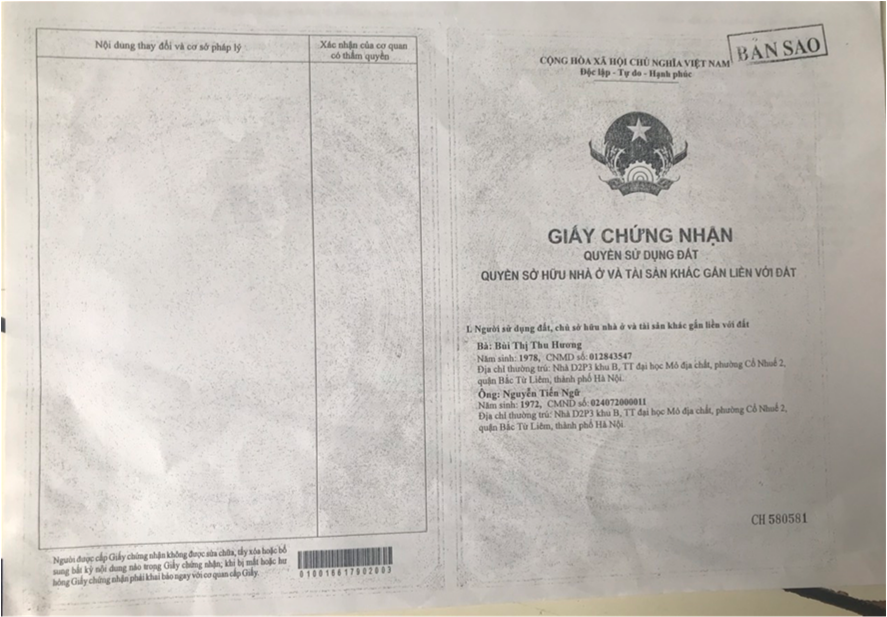 Nội dung thay đổi và cơ sở pháp lý
Xác nhận của cơ quan
có thẩm quyền
Người được cấp Giấy chứng nhận không được sửa chữa, tẩy xóa hoặc bổ
sung bất kỳ nội dung nào trong Giấy chứng nhận; khi bị mất hoặc hư
hỏng Giấy chứng nhận phải khai báo ngay với cơ quan cấp Giấy.
010016617902003
BẢN SAO
CỘNG HÒA XÃ HỘI CHỦ NGHĨA VIỆT NAM
Độc lập - Tự do - Hạnh phúc
GIẤY CHỨNG NHẬN
QUYỀN SỬ DỤNG ĐẤT
QUYỀN SỞ HỮU NHÀ Ở VÀ TÀI SẢN KHÁC GẮN LIỀN VỚI ĐẤT
I. Người sử dụng đất, chủ sở hữu nhà ở và tài sản khác gắn liền với đất
Bà: Bùi Thị Thu Hương
Năm sinh: 1978, CNMD số: 012843547
Địa chỉ thường trú: Nhà D2P3 khu B, TT đại học Mỏ địa chất, phường Cổ Nhuế 2,
quận Bắc Từ Liêm, thành phố Hà Nội.
Ông: Nguyễn Tiến Ngữ
Năm sinh: 1972, CMND số: 024072000011
Địa chỉ thường trú: Nhà D2P3 khu B, TT đại học Mỏ địa chất, phường Cổ Nhuế 2,
quận Bắc Từ Liêm, thành phố Hà Nội.
CH 580581